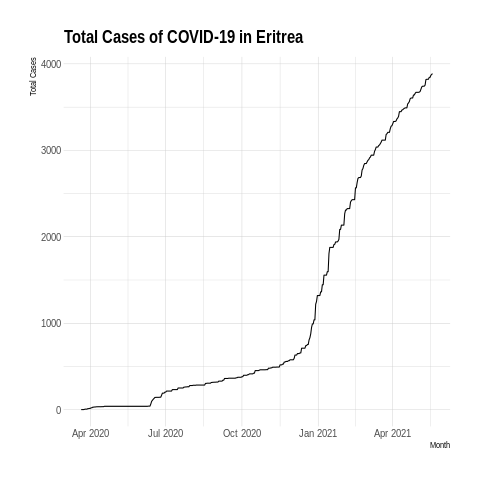 Total Cases of COVID-19 in Eritrea
Total Cases
4000
3000
2000
1000
0
Apr 2020
Jul 2020
Oct 2020
Jan 2021
Apr 2021
Month